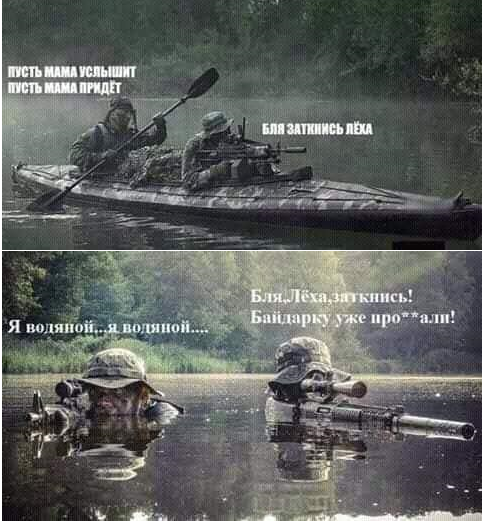 ПУСТЬ МАМА УСЛЫШИТ
ПУСТЬ МАМА ПРИДЁТ
БЛЯ ЗАТКНИСЬ ЛЁХА
Бля,Лёха,заткнись!
Байдарку уже про**али!
Я водяной...я водяной....